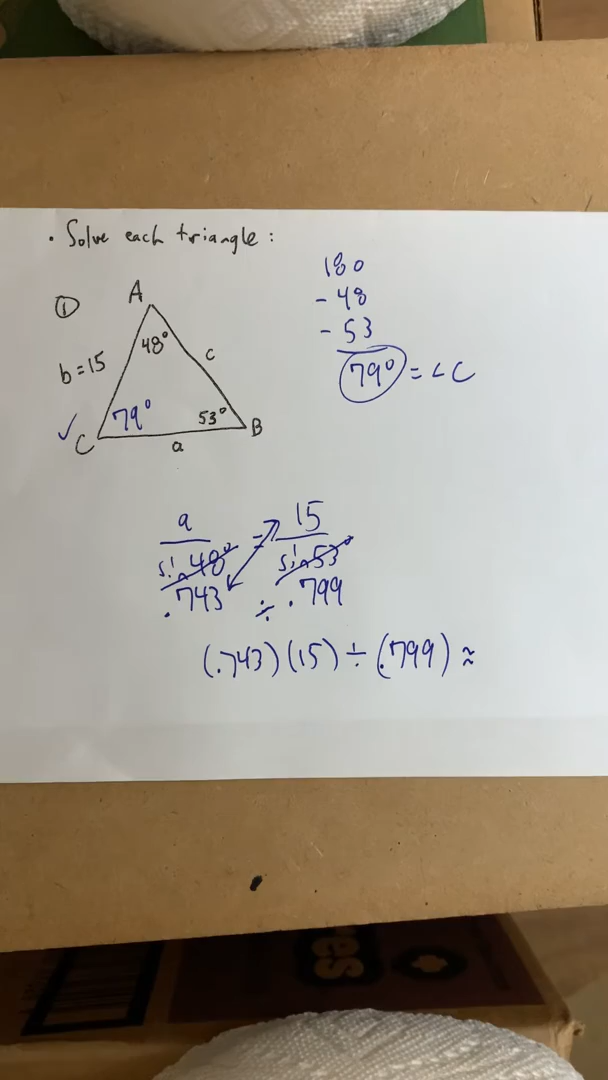 • Solve each triangle:
①
A
48°
b=15
c
79°
53°
C
B
a
180
- 48
- 53
79° = ∠C
a = 15
sin 48° sin 53°
.743 ÷ .799
(.743)(15) ÷ (.799) ≈
es